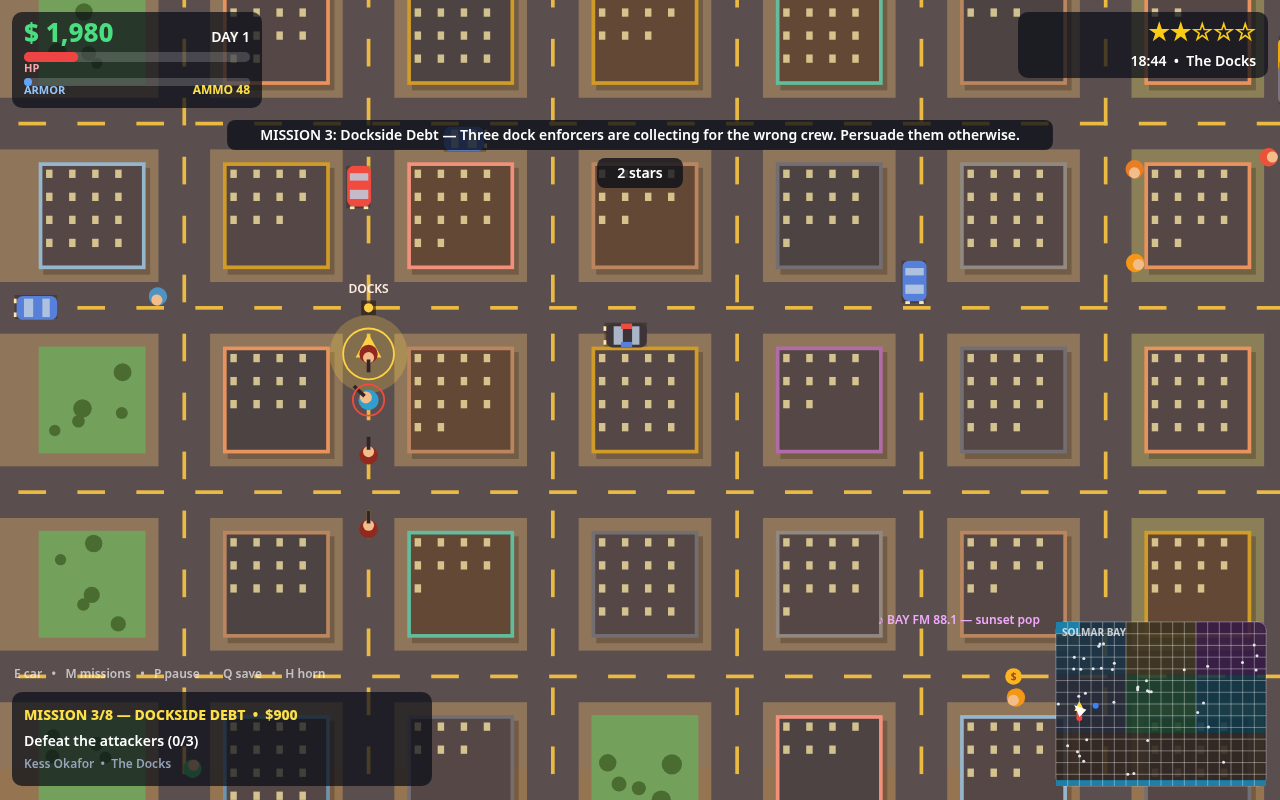 $ 1,980
DAY 1
HP
ARMOR
AMMO 48
★★☆☆☆
18:44 • The Docks
MISSION 3: Dockside Debt — Three dock enforcers are collecting for the wrong crew. Persuade them otherwise.
2 stars
DOCKS
♪ BAY FM 88.1 — sunset pop
SOLMAR BAY
$
E car • M missions • P pause • Q save • H horn
MISSION 3/8 — DOCKSIDE DEBT • $900
Defeat the attackers (0/3)
Kess Okafor • The Docks